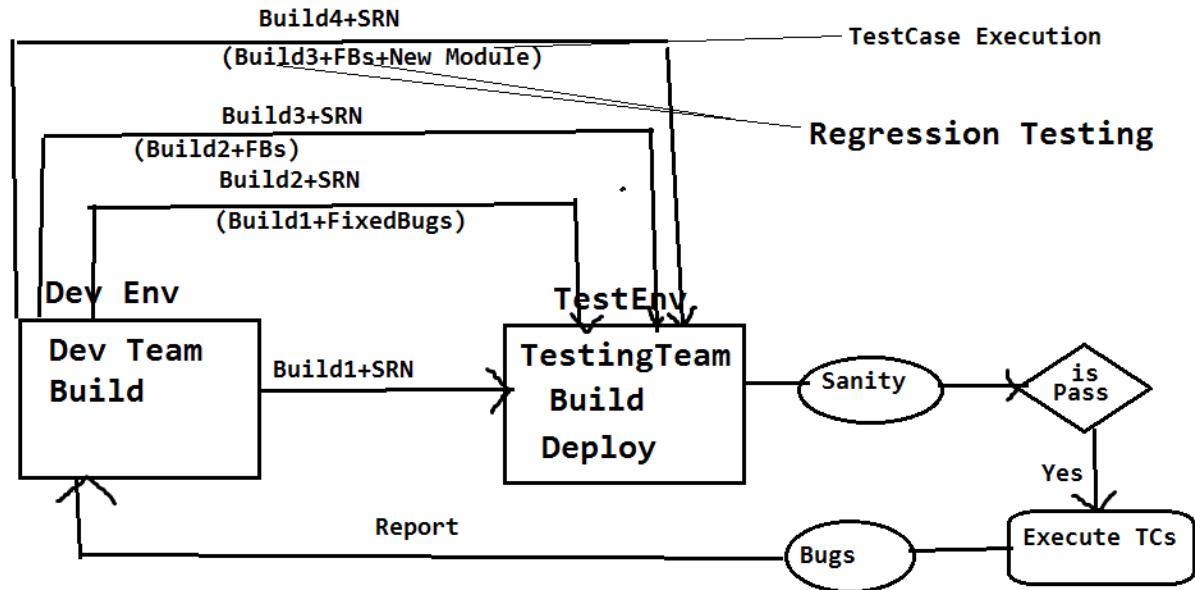 Build4+SRN
(Build3+FBs+New Module)
TestCase Execution
Build3+SRN
(Build2+FBs)
Regression Testing
Build2+SRN
(Build1+FixedBugs)
Dev Env
TestEnv
Dev Team
Build
Build1+SRN
TestingTeam
Build
Deploy
Sanity
is
Pass
Yes
Execute TCs
Bugs
Report